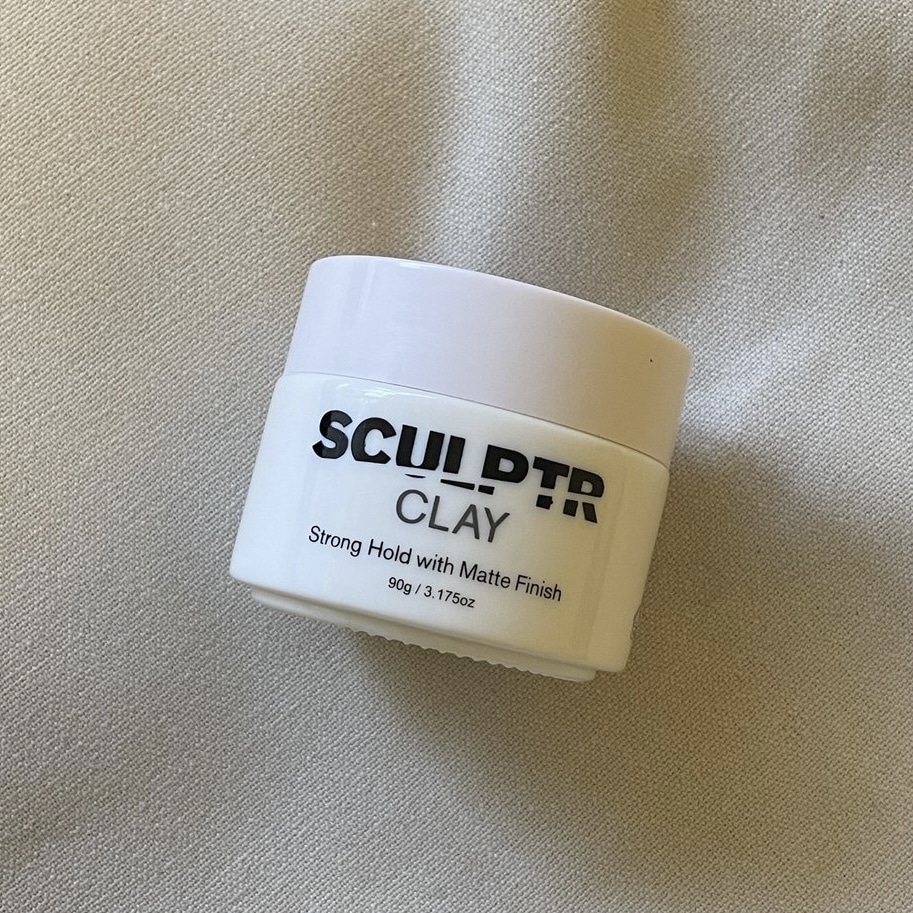 SCULPTR
CLAY
Strong Hold with Matte Finish
90g / 3.175oz